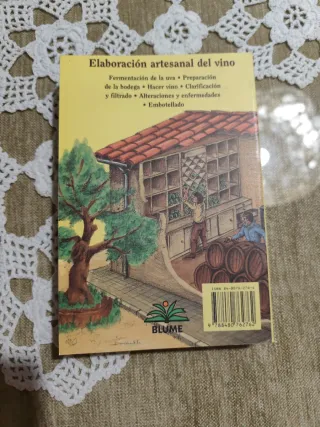 Elaboración artesanal del vino
Fermentación de la uva • Preparación
de la bodega • Hacer vino • Clarificación
y filtrado • Alteraciones y enfermedades
• Embotellado
BLUME